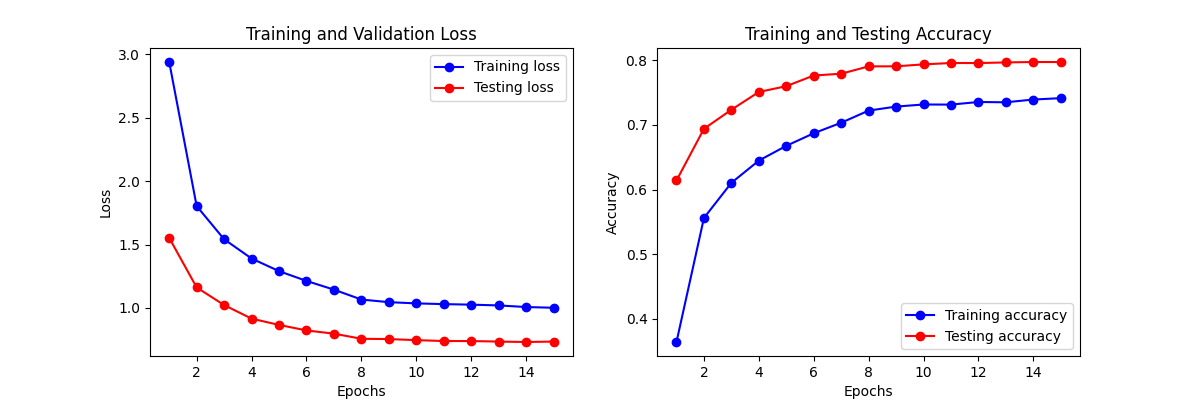 Training and Validation Loss
3.0
2.5
2.0
1.5
1.0
Loss
2 4 6 8 10 12 14
Epochs
Training loss
Testing loss
Training and Testing Accuracy
0.8
0.7
0.6
0.5
0.4
Accuracy
2 4 6 8 10 12 14
Epochs
Training accuracy
Testing accuracy